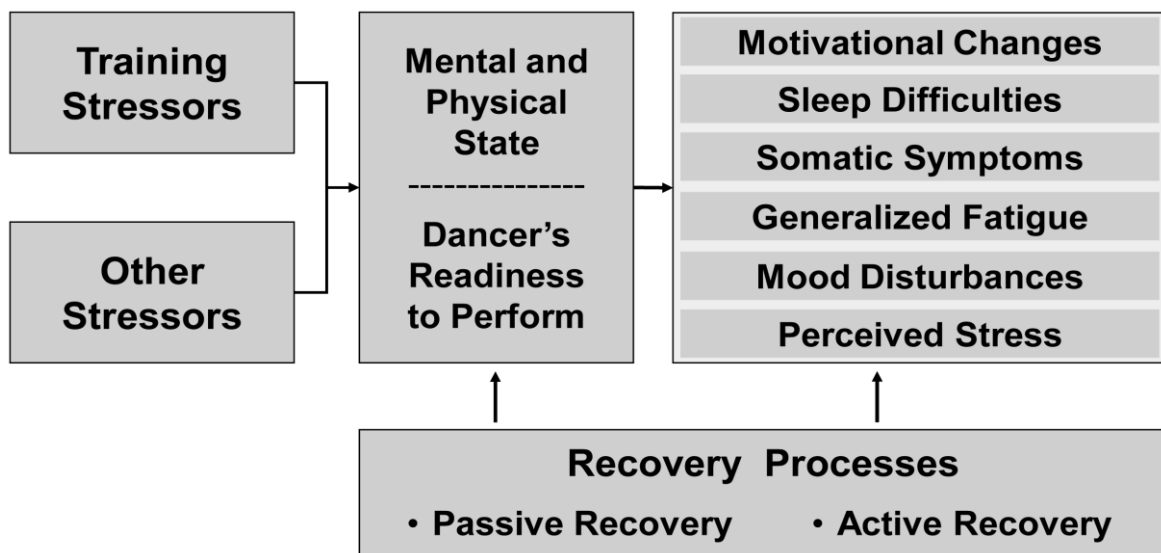 Training
Stressors
Other
Stressors
Mental and
Physical
State
---------------
Dancer’s
Readiness
to Perform
Motivational Changes
Sleep Difficulties
Somatic Symptoms
Generalized Fatigue
Mood Disturbances
Perceived Stress
Recovery Processes
• Passive Recovery • Active Recovery